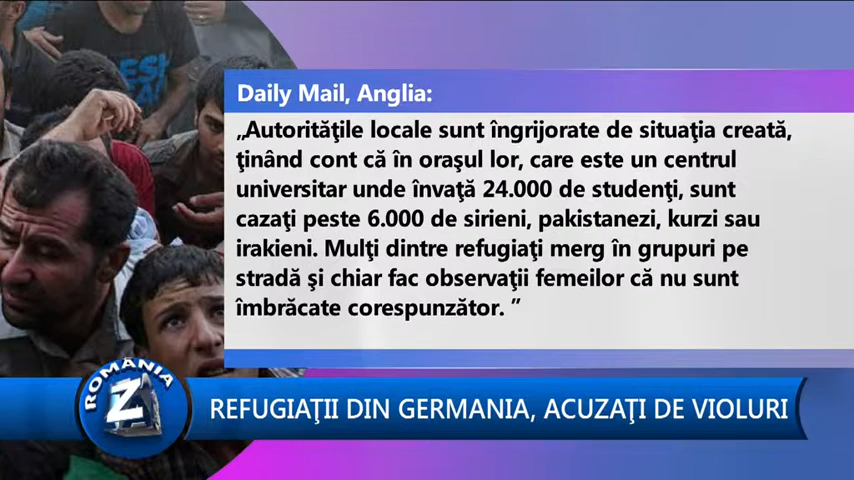 Daily Mail, Anglia:
„Autorităţile locale sunt îngrijorate de situaţia creată,
ţinând cont că în oraşul lor, care este un centrul
universitar unde învaţă 24.000 de studenţi, sunt
cazaţi peste 6.000 de sirieni, pakistanezi, kurzi sau
irakieni. Mulţi dintre refugiaţi merg în grupuri pe
stradă şi chiar fac observaţii femeilor că nu sunt
îmbrăcate corespunzător. ”
ROMÂNIA
Z
REFUGIAŢII DIN GERMANIA, ACUZAŢI DE VIOLURI